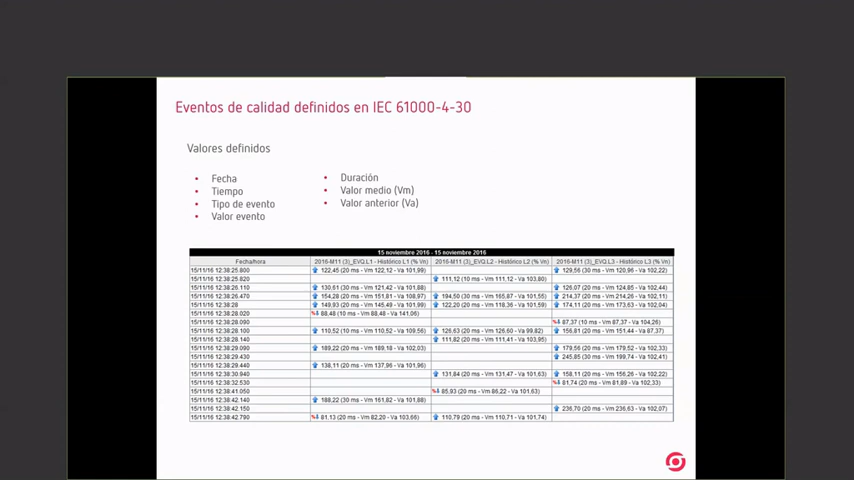 Eventos de calidad definidos en IEC 61000-4-30
Valores definidos
• Fecha
• Tiempo
• Tipo de evento
• Valor evento
• Duración
• Valor medio (Vm)
• Valor anterior (Va)
15 noviembre 2016 - 15 noviembre 2016
Fecha/hora 2016-M11 (3)_EVQ.L1 - Histórico L1 (% Vn) 2016-M11 (3)_EVQ.L2 - Histórico L2 (% Vn) 2016-M11 (3)_EVQ.L3 - Histórico L3 (% Vn)
15/11/16 12:38:25.800 122,45 (20 ms - Vm 122,12 - Va 101,99) 129,56 (30 ms - Vm 120,96 - Va 102,22)
15/11/16 12:38:25.820 111,12 (10 ms - Vm 111,12 - Va 103,80)
15/11/16 12:38:26.110 130,61 (30 ms - Vm 121,42 - Va 101,88) 126,07 (30 ms - Vm 124,85 - Va 102,44)
15/11/16 12:38:26.470 154,28 (20 ms - Vm 151,81 - Va 108,97) 194,50 (30 ms - Vm 165,87 - Va 101,55) 214,37 (20 ms - Vm 214,26 - Va 102,11)
15/11/16 12:38:28 149,93 (20 ms - Vm 145,49 - Va 101,99) 122,20 (20 ms - Vm 118,36 - Va 101,59) 174,11 (20 ms - Vm 173,63 - Va 102,04)
15/11/16 12:38:28.020 88,48 (10 ms - Vm 88,48 - Va 141,06)
15/11/16 12:38:28.090 87,37 (10 ms - Vm 87,37 - Va 104,26)
15/11/16 12:38:28.100 110,52 (10 ms - Vm 110,52 - Va 109,56) 126,63 (20 ms - Vm 126,60 - Va 99,82) 156,81 (20 ms - Vm 151,44 - Va 87,37)
15/11/16 12:38:28.140 111,82 (20 ms - Vm 111,41 - Va 103,95)
15/11/16 12:38:29.090 189,22 (20 ms - Vm 189,18 - Va 102,03) 179,56 (20 ms - Vm 179,52 - Va 102,33)
15/11/16 12:38:29.430 245,85 (30 ms - Vm 199,74 - Va 102,41)
15/11/16 12:38:29.440 138,11 (20 ms - Vm 137,96 - Va 101,96)
15/11/16 12:38:30.940 131,84 (20 ms - Vm 131,47 - Va 101,63) 158,11 (20 ms - Vm 156,26 - Va 102,22)
15/11/16 12:38:32.530 81,74 (20 ms - Vm 81,89 - Va 102,33)
15/11/16 12:38:41.050 85,93 (20 ms - Vm 86,22 - Va 101,63)
15/11/16 12:38:42.140 188,22 (30 ms - Vm 161,82 - Va 101,88)
15/11/16 12:38:42.150 236,70 (20 ms - Vm 236,63 - Va 102,07)
15/11/16 12:38:42.790 81,13 (20 ms - Vm 82,20 - Va 103,66) 110,79 (20 ms - Vm 110,71 - Va 101,74)